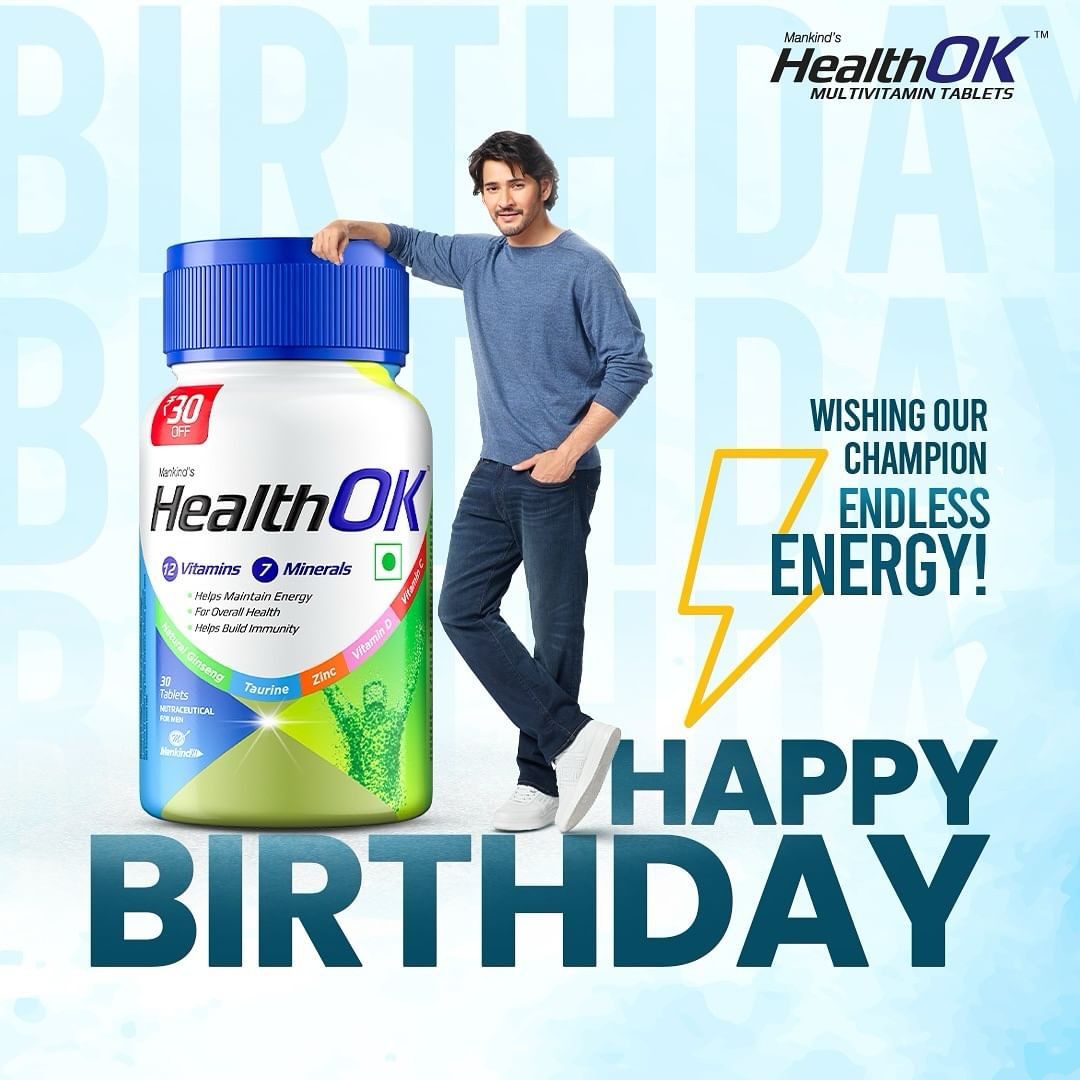 BIRTHDAY
Mankind's
HealthOK™
MULTIVITAMIN TABLETS
BIRTHDAY
₹30
OFF
Mankind's
HealthOK
12 Vitamins 7 Minerals
• Helps Maintain Energy
• For Overall Health
• Helps Build Immunity
Natural Ginseng
Taurine
Zinc
Vitamin D
Vitamin C
30
Tablets
NUTRACEUTICAL
FOR MEN
Mankind
WISHING OUR
CHAMPION
ENDLESS
ENERGY!
HAPPY
BIRTHDAY